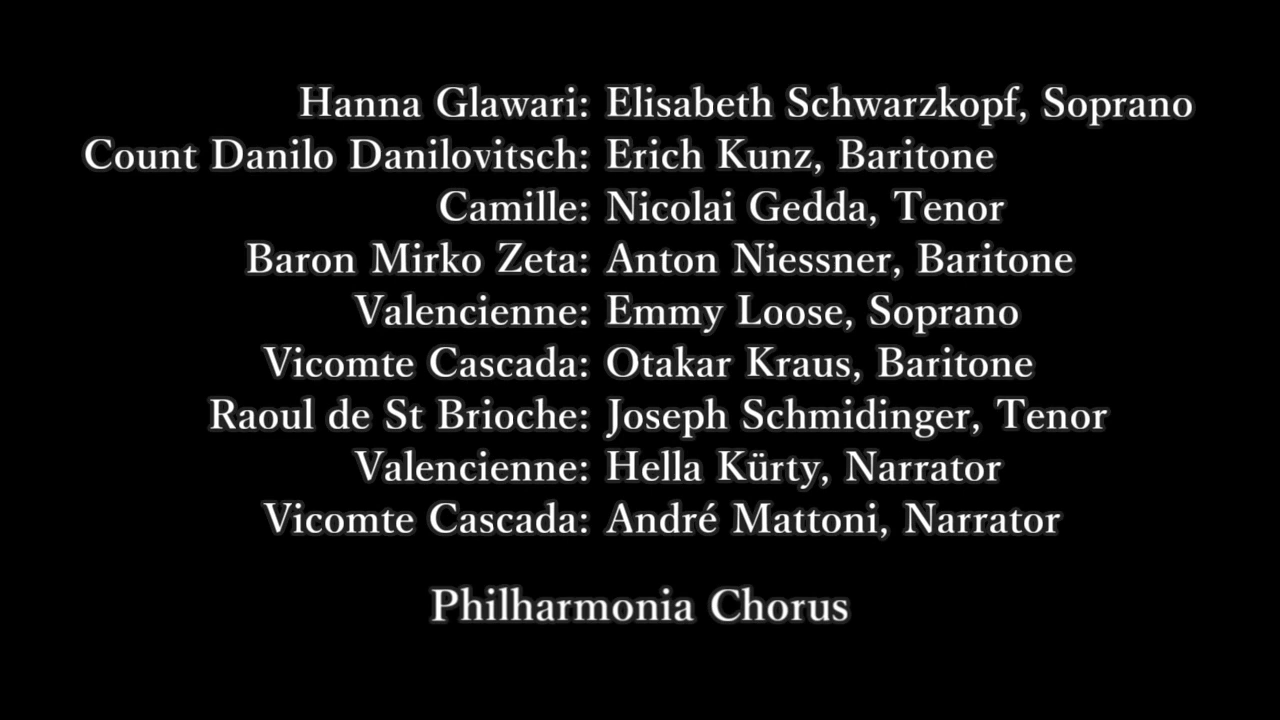 Hanna Glawari: Elisabeth Schwarzkopf, Soprano
Count Danilo Danilovitsch: Erich Kunz, Baritone
Camille: Nicolai Gedda, Tenor
Baron Mirko Zeta: Anton Niessner, Baritone
Valencienne: Emmy Loose, Soprano
Vicomte Cascada: Otakar Kraus, Baritone
Raoul de St Brioche: Joseph Schmidinger, Tenor
Valencienne: Hella Kürty, Narrator
Vicomte Cascada: André Mattoni, Narrator
Philharmonia Chorus